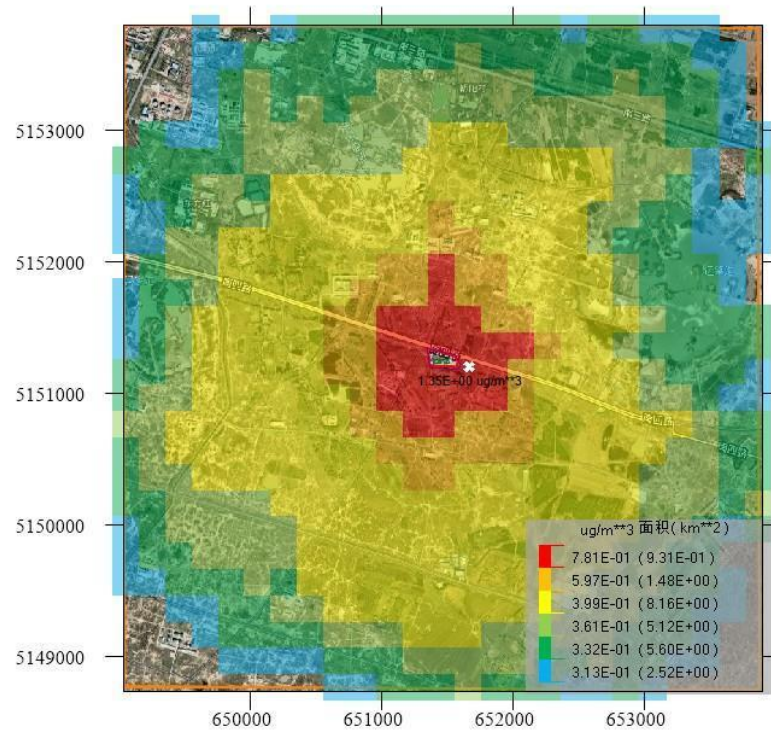 5153000
5152000
5151000
5150000
5149000
1.35E+00 ug/m**3
ug/m**3 面积(km**2)
7.81E-01 (9.31E-01)
5.97E-01 (1.48E+00)
3.99E-01 (8.16E+00)
3.61E-01 (5.12E+00)
3.32E-01 (5.60E+00)
3.13E-01 (2.52E+00)
650000
651000
652000
653000